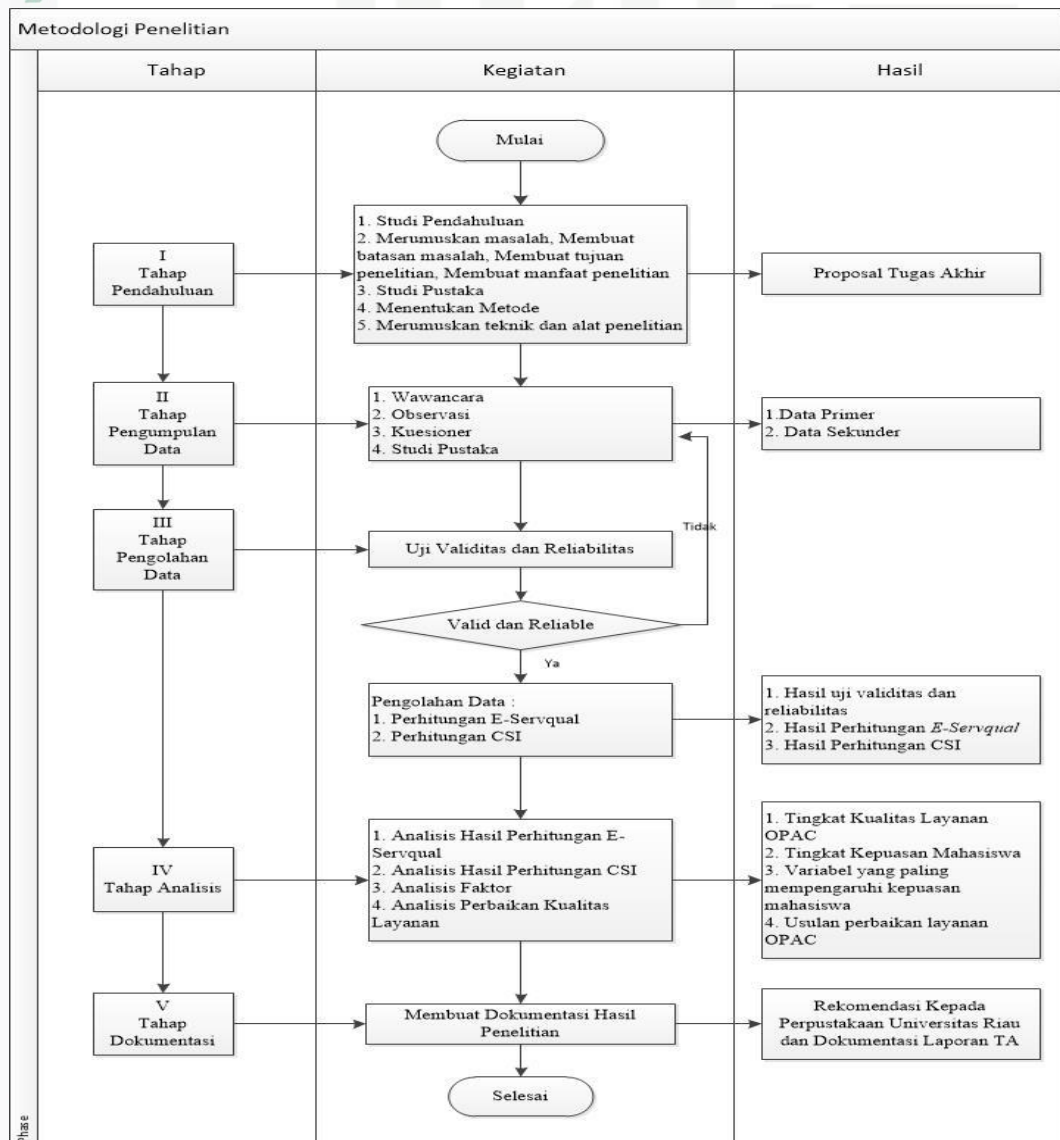 Metodologi Penelitian
Tahap
Kegiatan
Hasil
Mulai
I
Tahap
Pendahuluan
1. Studi Pendahuluan
2. Merumuskan masalah, Membuat
batasan masalah, Membuat tujuan
penelitian, Membuat manfaat penelitian
3. Studi Pustaka
4. Menentukan Metode
5. Merumuskan teknik dan alat penelitian
Proposal Tugas Akhir
II
Tahap
Pengumpulan
Data
1. Wawancara
2. Observasi
3. Kuesioner
4. Studi Pustaka
1.Data Primer
2. Data Sekunder
III
Tahap
Pengolahan
Data
Uji Validitas dan Reliabilitas
Tidak
Valid dan Reliable
Ya
Pengolahan Data :
1. Perhitungan E-Servqual
2. Perhitungan CSI
1. Hasil uji validitas dan
reliabilitas
2. Hasil Perhitungan E-Servqual
3. Hasil Perhitungan CSI
IV
Tahap Analisis
1. Analisis Hasil Perhitungan E-
Servqual
2. Analisis Hasil Perhitungan CSI
3. Analisis Faktor
4. Analisis Perbaikan Kualitas
Layanan
1. Tingkat Kualitas Layanan
OPAC
2. Tingkat Kepuasan Mahasiswa
3. Variabel yang paling
mempengaruhi kepuasan
mahasiswa
4. Usulan perbaikan layanan
OPAC
V
Tahap
Dokumentasi
Membuat Dokumentasi Hasil
Penelitian
Rekomendasi Kepada
Perpustakaan Universitas Riau
dan Dokumentasi Laporan TA
Selesai
Phase